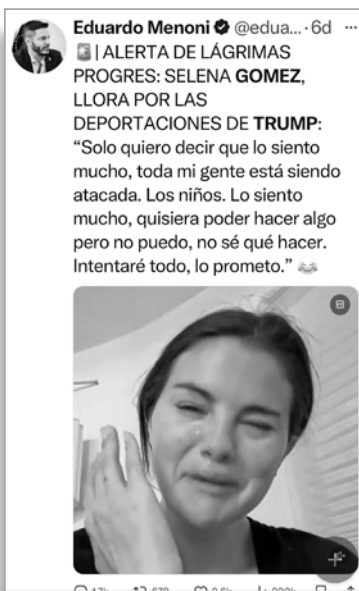 Eduardo Menoni @edua... · 6d ...
🚨| ALERTA DE LÁGRIMAS
PROGRES: SELENA GOMEZ,
LLORA POR LAS
DEPORTACIONES DE TRUMP:
“Solo quiero decir que lo siento
mucho, toda mi gente está siendo
atacada. Los niños. Lo siento
mucho, quisiera poder hacer algo
pero no puedo, no sé qué hacer.
Intentaré todo, lo prometo.” 😂